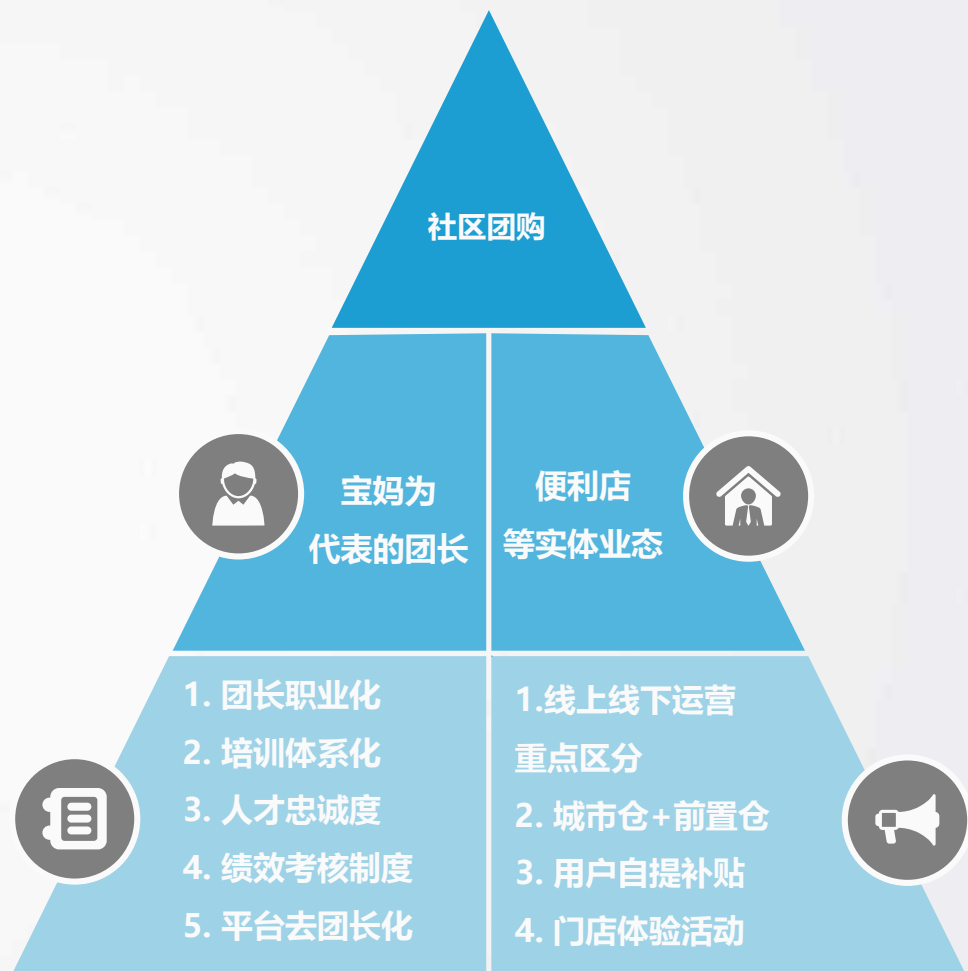 社区团购
宝妈为
代表的团长
便利店
等实体业态
1. 团长职业化
2. 培训体系化
3. 人才忠诚度
4. 绩效考核制度
5. 平台去团长化
1.线上线下运营
重点区分
2. 城市仓+前置仓
3. 用户自提补贴
4. 门店体验活动